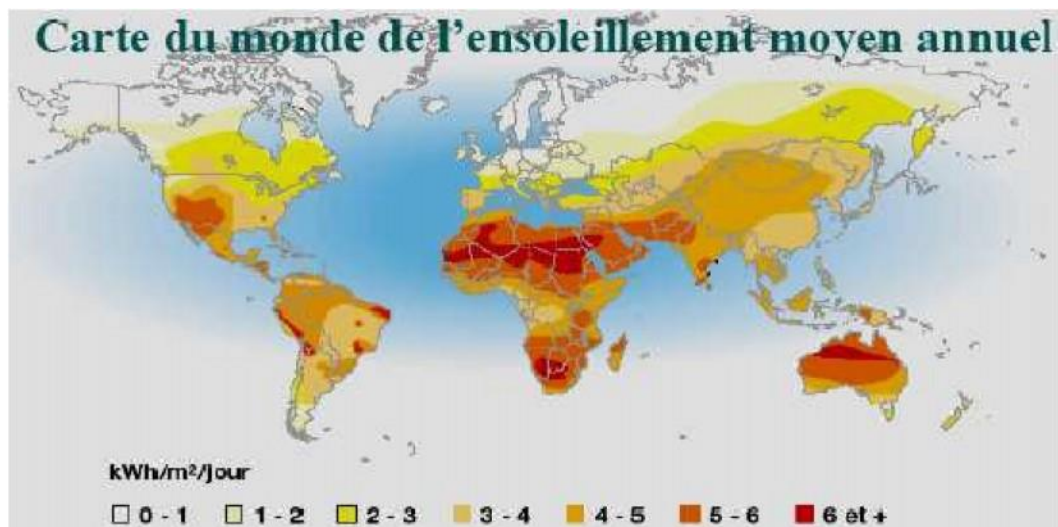 Carte du monde de l'ensoleillement moyen annuel
kWh/m²/jour
0 - 1 1 - 2 2 - 3 3 - 4 4 - 5 5 - 6 6 et +